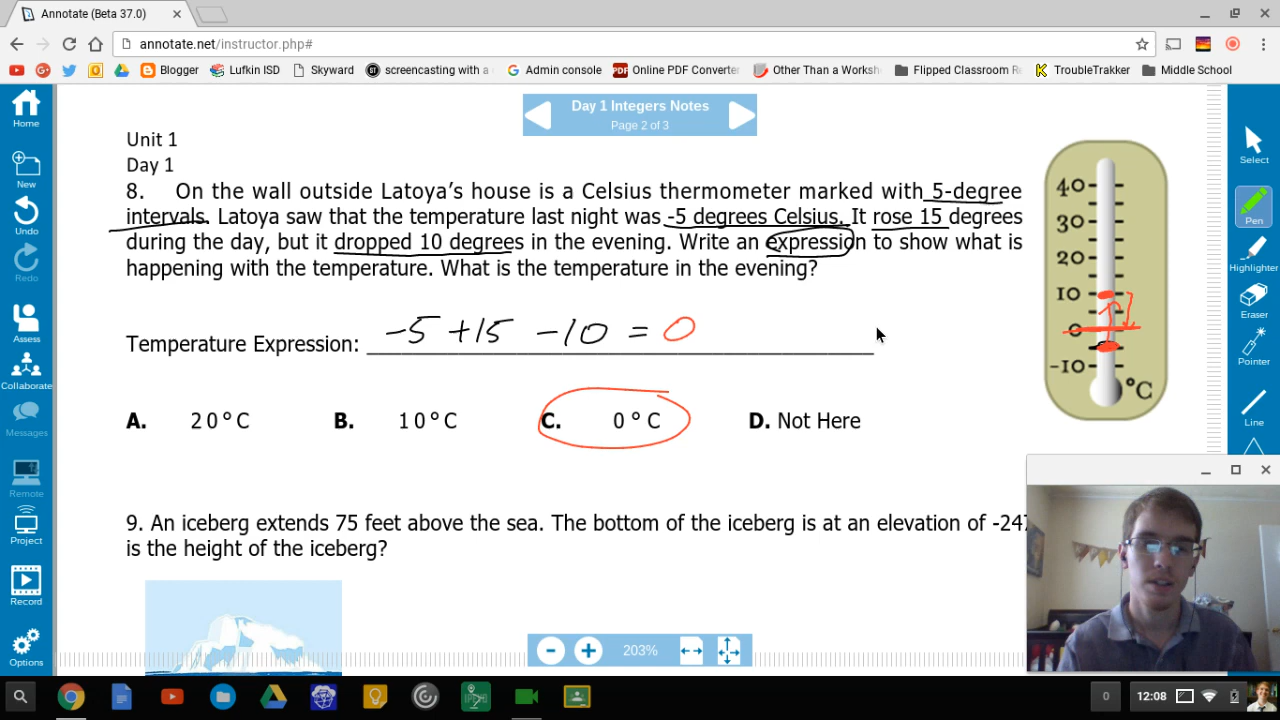 Annotate (Beta 37.0)
annotate.net/instructor.php#
Blogger Lufkin ISD Skyward screencasting with a Admin console PDF Online PDF Converter Other Than a Worksh Flipped Classroom R TroubleTrakker Middle School
Day 1 Integers Notes
Page 2 of 3
Home
New
Undo
Redo
Assess
Collaborate
Messages
Remote
Project
Record
Options
Unit 1
Day 1
8. On the wall outside Latoya's house is a Celsius thermometer marked with 5-degree
intervals. Latoya saw that the temperature last night was -5 degrees Celsius. It rose 15 degrees
during the day, but it dropped 10 degrees in the evening. Write an expression to show what is
happening with the temperature. What is the temperature in the evening?
Temperature Expression: -5 +15 -10 = 0
A. 20°C B. 10°C C. 0°C D. Not Here
9. An iceberg extends 75 feet above the sea. The bottom of the iceberg is at an elevation of -247
is the height of the iceberg?
40
30
20
10
0
-10
°C
Select
Pen
Highlighter
Eraser
Pointer
Line
203%
0 12:08